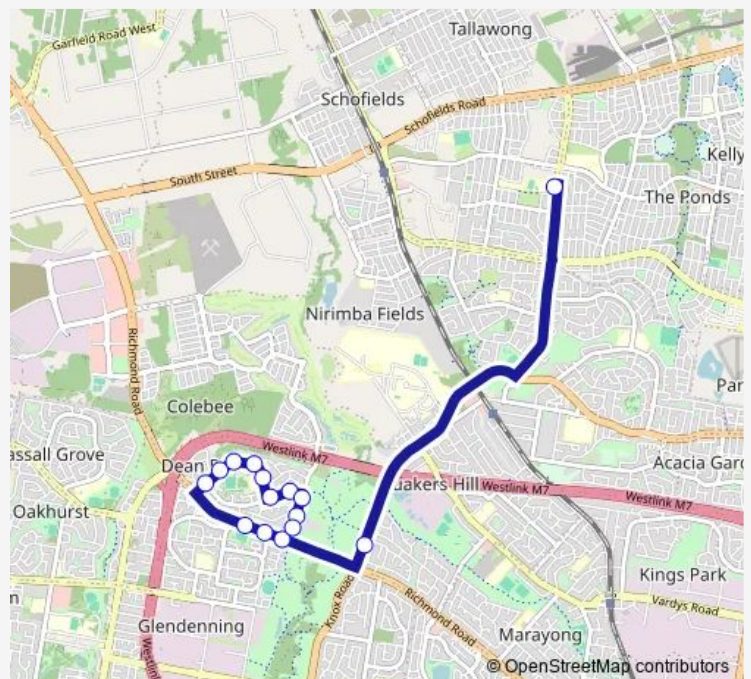 Tallawong
Garfield Road West
Schofields
Schofields Road
Kelly
South Street
The Ponds
Nirimba Fields
Richmond Road
Par
Colebee
assall Grove
Westlink M7
Dean
Acacia Gard
uakers Hill
Westlink M7
Westlink M7
Oakhurst
Kings Park
Vardys Road
Knox Road
Richmond Road
Glendenning
Marayong
Westlin
© OpenStreetMap contributors